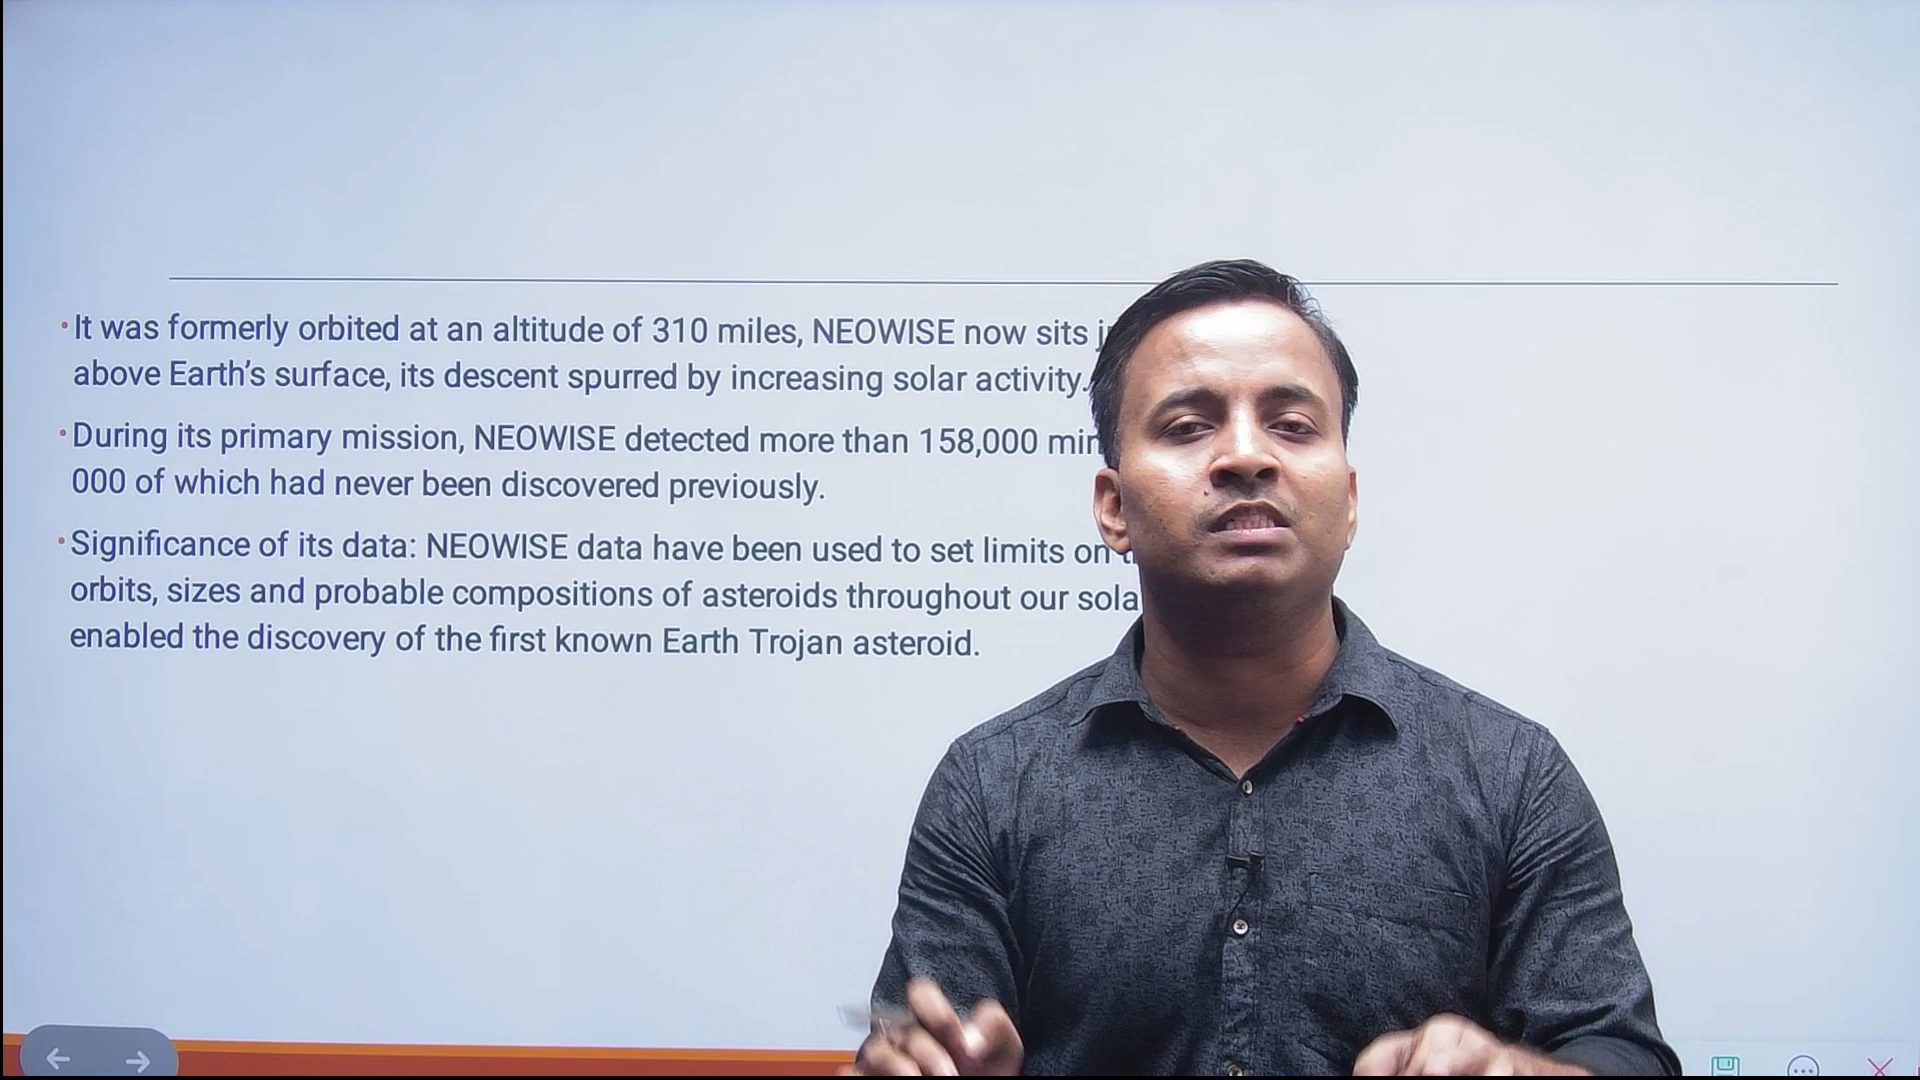 It was formerly orbited at an altitude of 310 miles, NEOWISE now sits
above Earth's surface, its descent spurred by increasing solar activity.
During its primary mission, NEOWISE detected more than 158,000
000 of which had never been discovered previously.
Significance of its data: NEOWISE data have been used to set limits on
orbits, sizes and probable compositions of asteroids throughout our
enabled the discovery of the first known Earth Trojan asteroid.